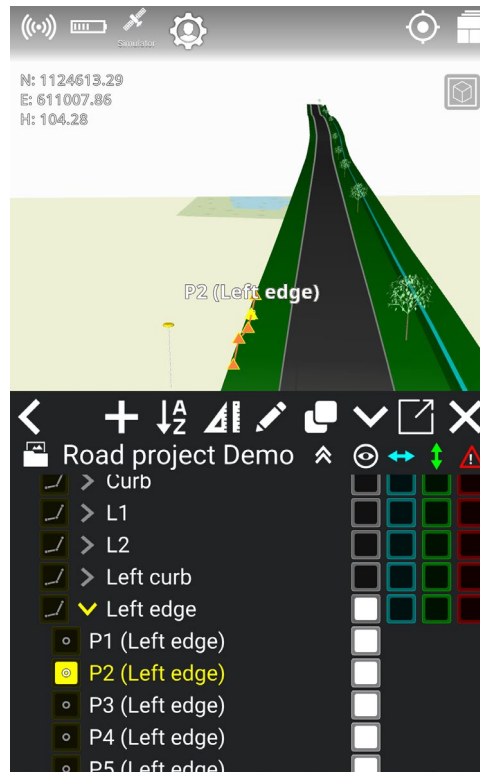 Simulator
N: 1124613.29
E: 611007.86
H: 104.28
P2 (Left edge)
A
Z
Road project Demo
Curb
L1
L2
Left curb
Left edge
P1 (Left edge)
P2 (Left edge)
P3 (Left edge)
P4 (Left edge)
P5 (Left edge)